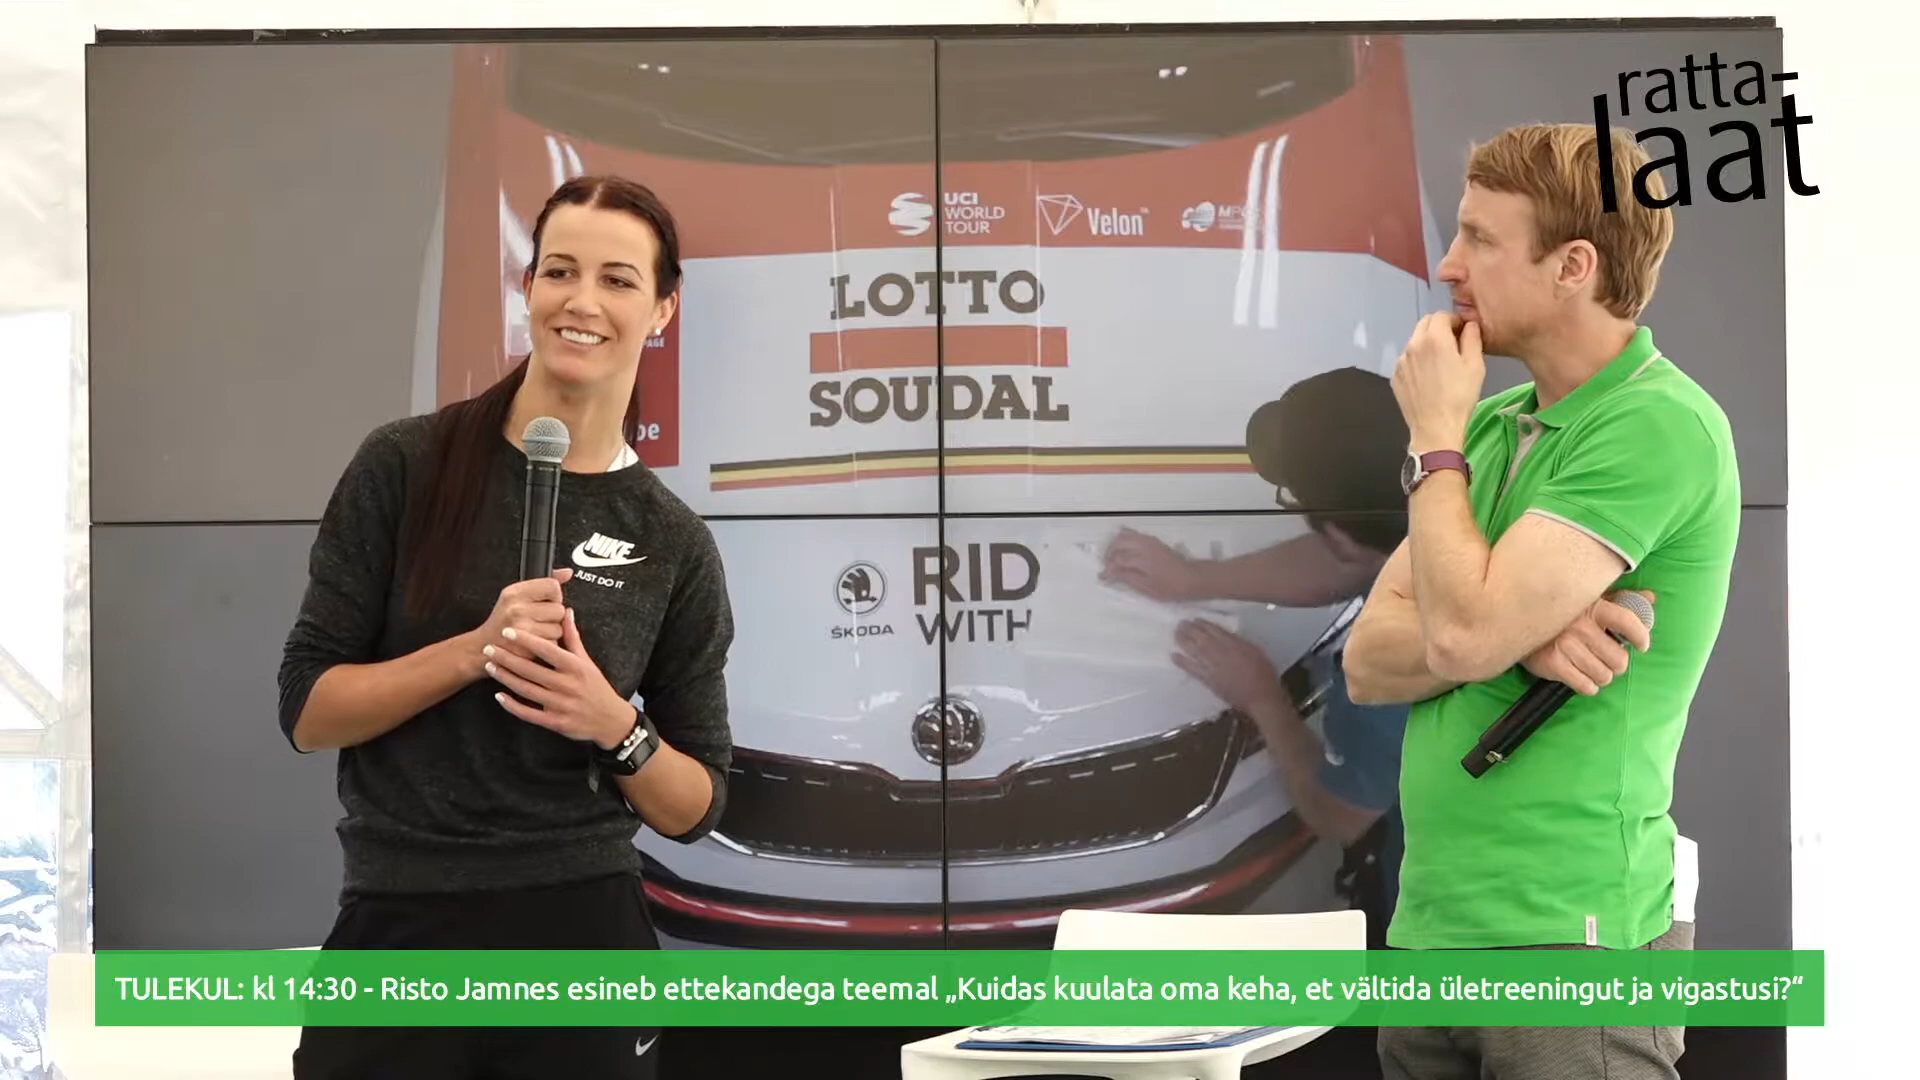 ratta-
laat
UCI
WORLD
TOUR
Velon
LOTTO
SOUDAL
be
RID
WITH
ŠKODA
NIKE
JUST DO IT
TULEKUL: kl 14:30 - Risto Jamnes esineb ettekandega teemal „Kuidas kuulata oma keha, et vältida ületreeningut ja vigastusi?“